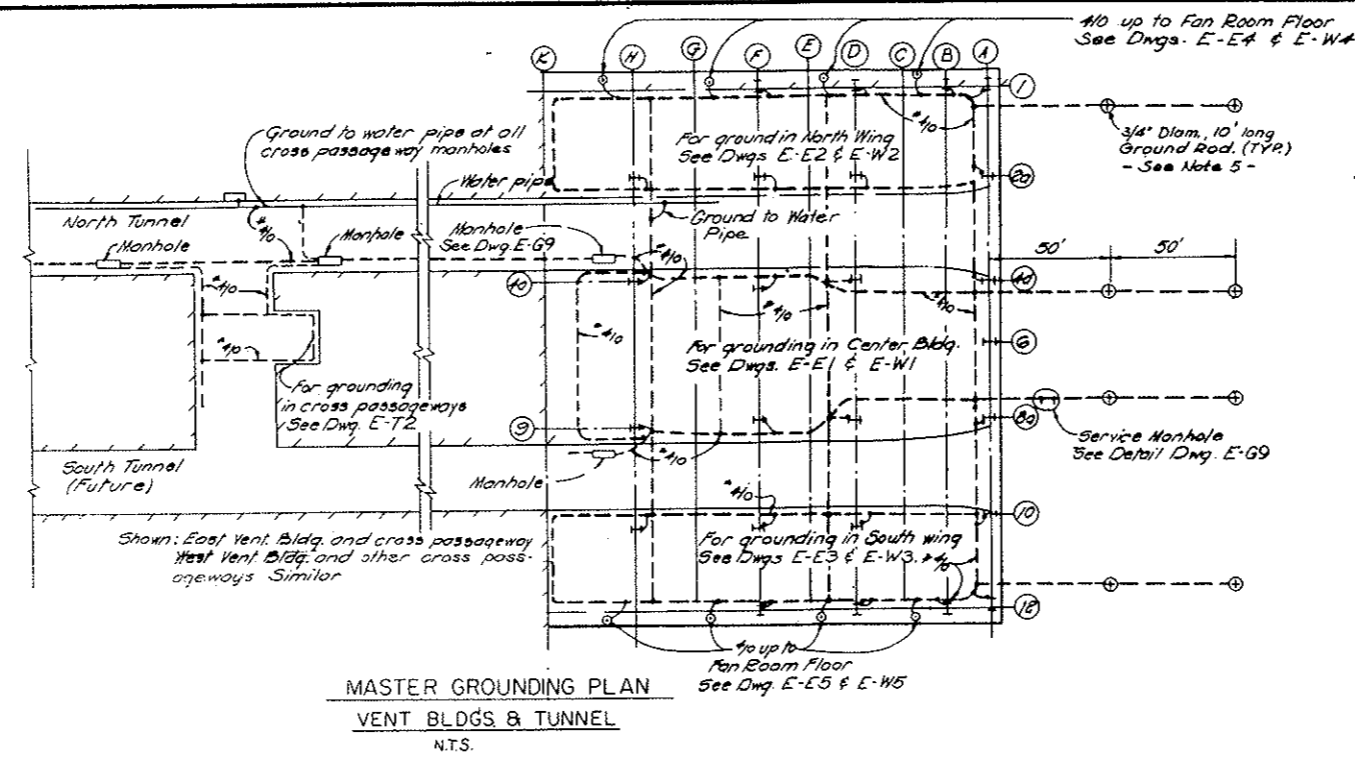 4/0 up to Fan Room Floor
See Dwgs. E-E4 & E-W4
K
H
G
F
E
D
C
B
A
1
#4/0
3/4" Diam., 10' long
Ground Rod. (TYP.)
- See Note 5 -
For ground in North Wing
See Dwgs E-E2 & E-W2
2a
Ground to water pipe at all
cross passageway manholes
Water pipe
North Tunnel
#4/0
Manhole
Manhole
Manhole
See Dwg. E-G9
Ground to Water
Pipe
#4/0
50'
50'
#4/0
#4/0
#4/0
#4/0
#4/0
6
For grounding in Center Bldg.
See Dwgs. E-E1 & E-W1
#4/0
For grounding
in cross passageways
See Dwg. E-T2
9
8a
Service Manhole
See Detail Dwg. E-G9
South Tunnel
(Future)
Manhole
#4/0
#4/0
10
Shown: East Vent Bldg. and cross passageway
West Vent Bldg. and other cross pass-
ageways Similar
For grounding in South wing
See Dwgs E-E3 & E-W3.
#4/0
12
4/0 up to
Fan Room Floor
See Dwg. E-E5 & E-W5
MASTER GROUNDING PLAN
VENT BLDGS. & TUNNEL
N.T.S.